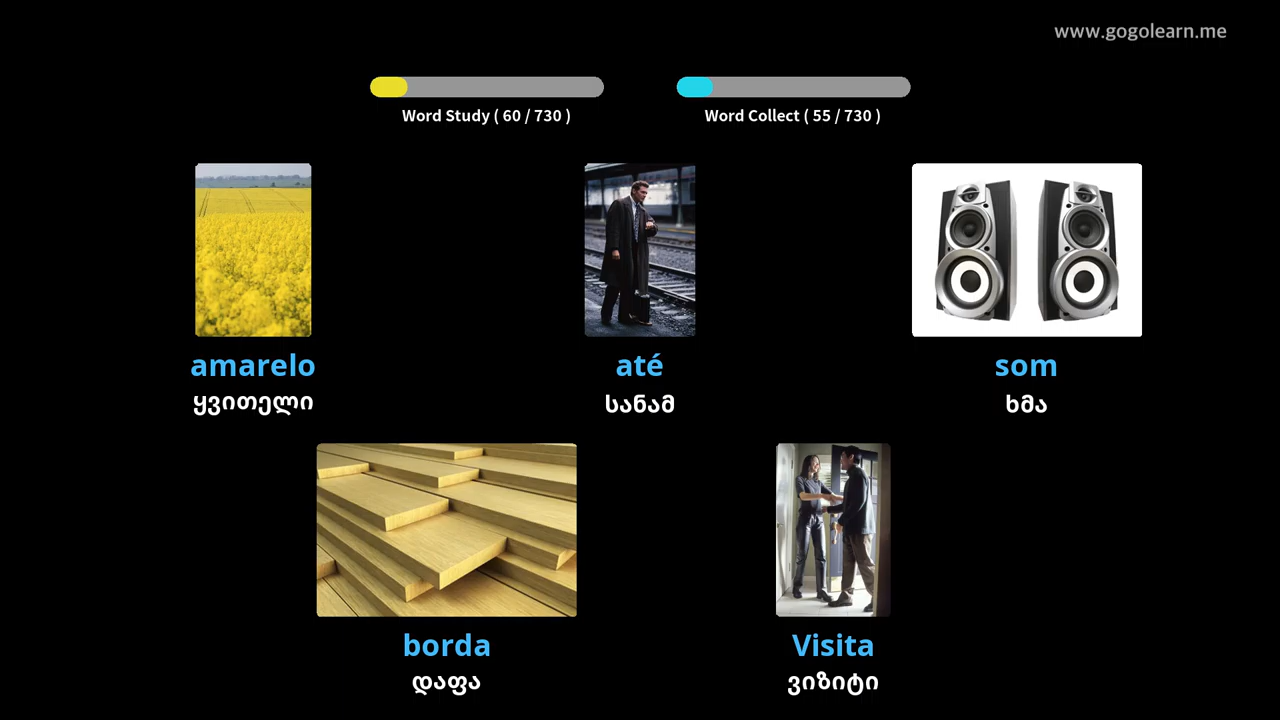 www.gogolearn.me
Word Study ( 60 / 730 )
Word Collect ( 55 / 730 )
amarelo
ყვითელი
até
სანამ
som
ხმა
borda
დაფა
Visita
ვიზიტი